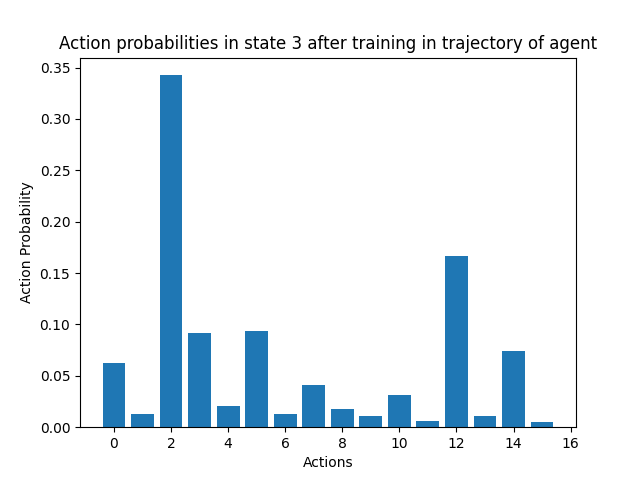 Action probabilities in state 3 after training in trajectory of agent
0.35
0.30
0.25
0.20
0.15
0.10
0.05
0.00
Action Probability
0 2 4 6 8 10 12 14 16
Actions